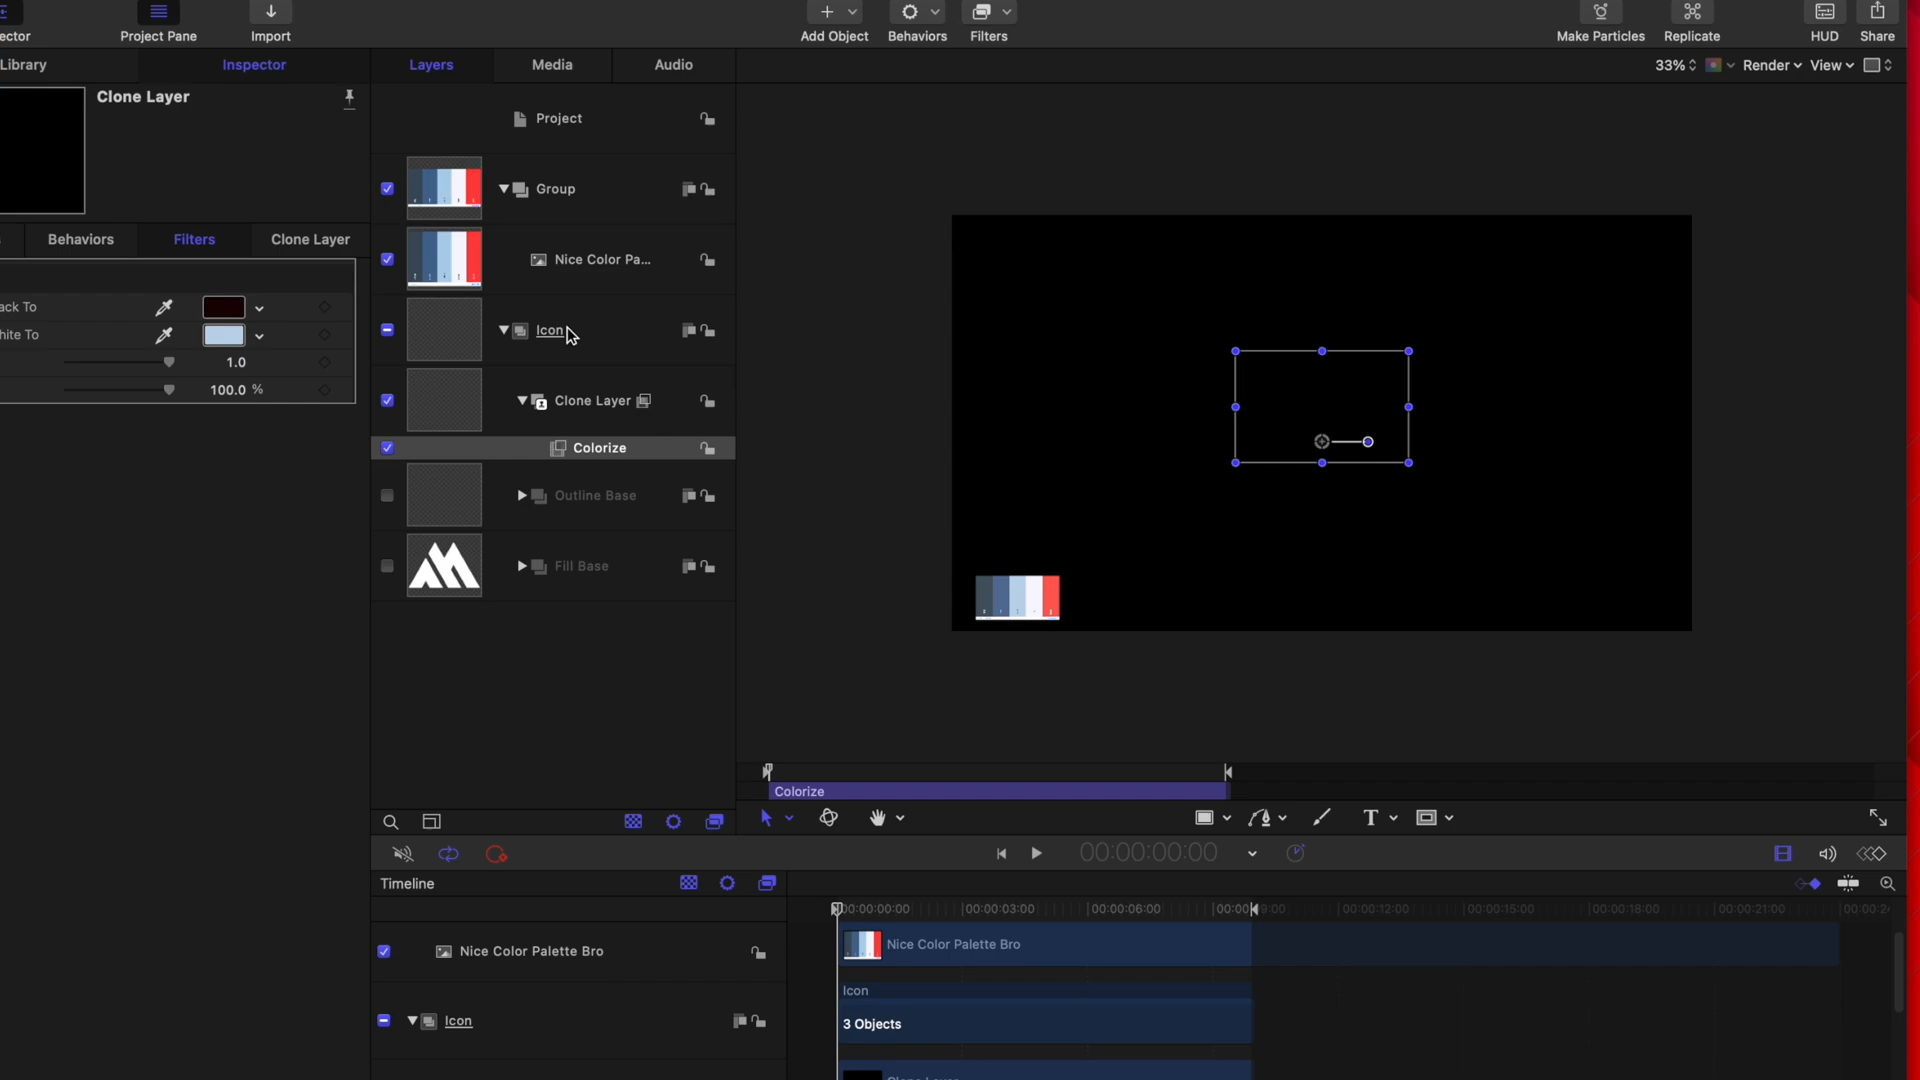 ector
Project Pane
Import
Add Object
Behaviors
Filters
Make Particles
Replicate
HUD
Share
Library
Inspector
Layers
Media
Audio
33%
Render
View
Clone Layer
Project
Group
Behaviors
Filters
Clone Layer
Nice Color Pa...
ack To
hite To
1.0
100.0 %
Icon
Clone Layer
Colorize
Outline Base
Fill Base
Colorize
T
00:00:00:00
Timeline
00:00:00:00
00:00:03:00
00:00:06:00
00:00:09:00
00:00:12:00
00:00:15:00
00:00:18:00
00:00:21:00
Nice Color Palette Bro
Nice Color Palette Bro
Icon
Icon
3 Objects